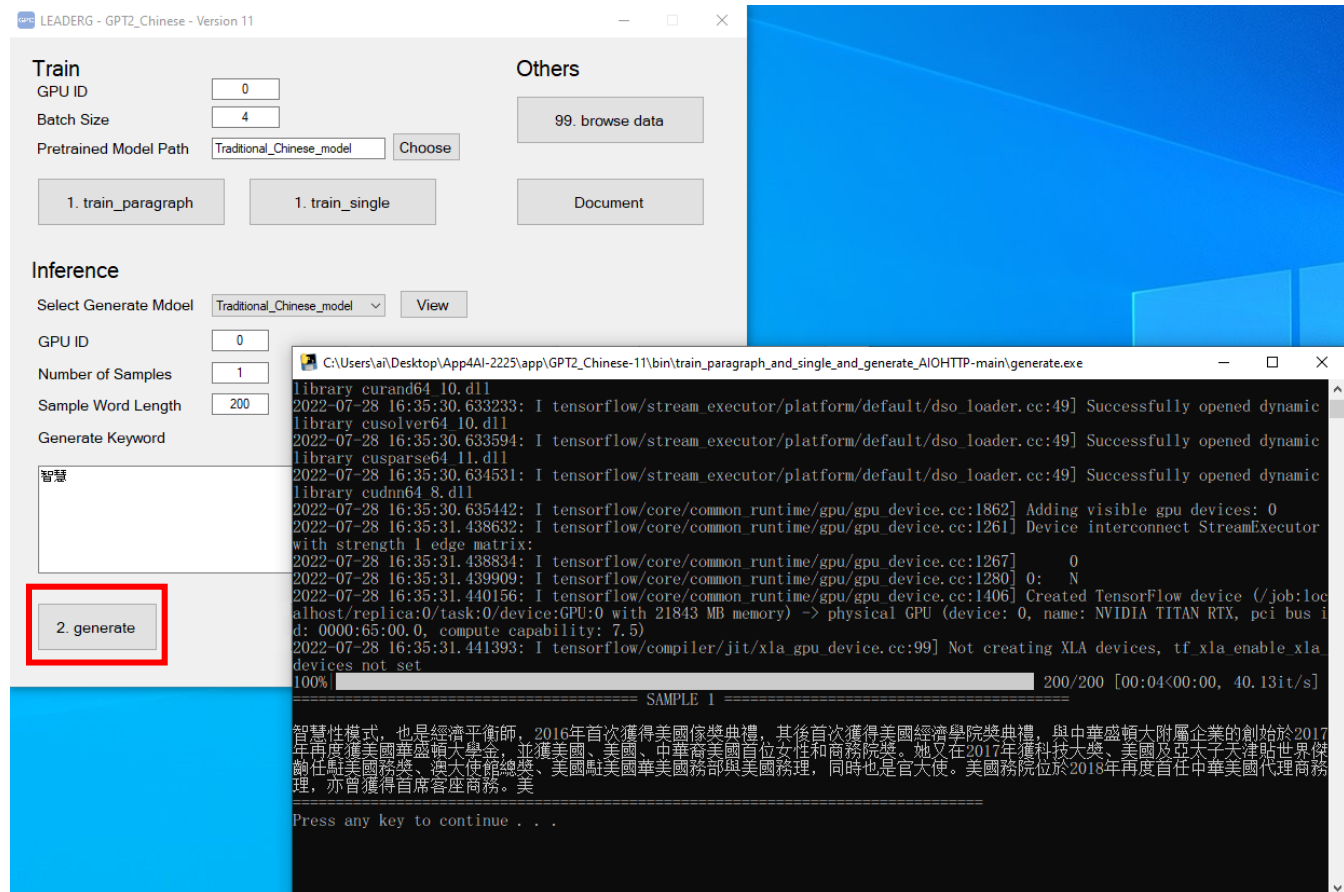 LEADERG - GPT2_Chinese - Version 11
Train
GPU ID
0
Batch Size
4
Pretrained Model Path
Traditional_Chinese_model
Choose
1. train_paragraph
1. train_single
Others
99. browse data
Document
Inference
Select Generate Mdoel
Traditional_Chinese_model
View
GPU ID
0
Number of Samples
1
Sample Word Length
200
Generate Keyword
智慧
2. generate
C:\Users\ai\Desktop\App4AI-2225\app\GPT2_Chinese-11\bin\train_paragraph_and_single_and_generate_AIOHTTP-main\generate.exe
library curand64_10.dll
2022-07-28 16:35:30.633233: I tensorflow/stream_executor/platform/default/dso_loader.cc:49] Successfully opened dynamic
library cusolver64_10.dll
2022-07-28 16:35:30.633594: I tensorflow/stream_executor/platform/default/dso_loader.cc:49] Successfully opened dynamic
library cusparse64_11.dll
2022-07-28 16:35:30.634531: I tensorflow/stream_executor/platform/default/dso_loader.cc:49] Successfully opened dynamic
library cudnn64_8.dll
2022-07-28 16:35:30.635442: I tensorflow/core/common_runtime/gpu/gpu_device.cc:1862] Adding visible gpu devices: 0
2022-07-28 16:35:31.438632: I tensorflow/core/common_runtime/gpu/gpu_device.cc:1261] Device interconnect StreamExecutor
with strength 1 edge matrix:
2022-07-28 16:35:31.438834: I tensorflow/core/common_runtime/gpu/gpu_device.cc:1267]      0
2022-07-28 16:35:31.439909: I tensorflow/core/common_runtime/gpu/gpu_device.cc:1280] 0:   N
2022-07-28 16:35:31.440156: I tensorflow/core/common_runtime/gpu/gpu_device.cc:1406] Created TensorFlow device (/job:loc
alhost/replica:0/task:0/device:GPU:0 with 21843 MB memory) -> physical GPU (device: 0, name: NVIDIA TITAN RTX, pci bus i
d: 0000:65:00.0, compute capability: 7.5)
2022-07-28 16:35:31.441393: I tensorflow/compiler/jit/xla_gpu_device.cc:99] Not creating XLA devices, tf_xla_enable_xla_
devices not set
100%| 200/200 [00:04<00:00, 40.13it/s]
======================================== SAMPLE 1 ========================================
智慧性模式，也是經濟平衡師，2016年首次獲得美國傢獎典禮，其後首次獲得美國經濟學院獎典禮，與中華盛頓大附屬企業的創始於2017
年再度獲美國華盛頓大學金，並獲美國、美國、中華裔美國首位女性和商務院獎。她又在2017年獲科技大獎、美國及亞太子天津貼世界傑
齣任駐美國務獎、澳大使館總獎、美國駐美國華美國務部與美國務理，同時也是官大使。美國務院位於2018年再度首任中華美國代理商務
理，亦曾獲得首席客座商務。美
================================================================================
Press any key to continue . . .